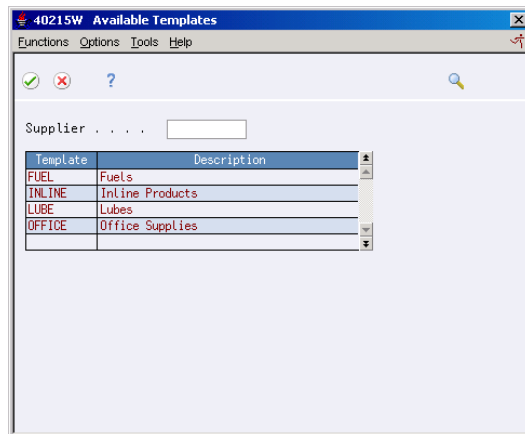 40215W Available Templates
Functions Options Tools Help
?
Supplier . . . .
Template Description
FUEL Fuels
INLINE Inline Products
LUBE Lubes
OFFICE Office Supplies